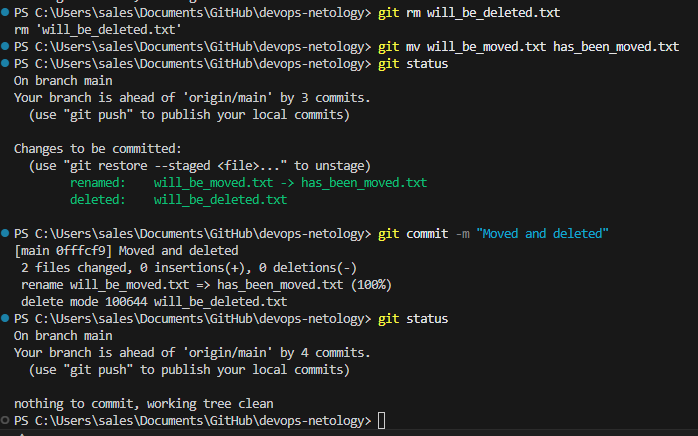 PS C:\Users\sales\Documents\GitHub\devops-netology> git rm will_be_deleted.txt
rm 'will_be_deleted.txt'
PS C:\Users\sales\Documents\GitHub\devops-netology> git mv will_be_moved.txt has_been_moved.txt
PS C:\Users\sales\Documents\GitHub\devops-netology> git status
On branch main
Your branch is ahead of 'origin/main' by 3 commits.
  (use "git push" to publish your local commits)

Changes to be committed:
  (use "git restore --staged <file>..." to unstage)
        renamed:    will_be_moved.txt -> has_been_moved.txt
        deleted:    will_be_deleted.txt

PS C:\Users\sales\Documents\GitHub\devops-netology> git commit -m "Moved and deleted"
[main 0fffcf9] Moved and deleted
 2 files changed, 0 insertions(+), 0 deletions(-)
 rename will_be_moved.txt => has_been_moved.txt (100%)
 delete mode 100644 will_be_deleted.txt
PS C:\Users\sales\Documents\GitHub\devops-netology> git status
On branch main
Your branch is ahead of 'origin/main' by 4 commits.
  (use "git push" to publish your local commits)

nothing to commit, working tree clean
PS C:\Users\sales\Documents\GitHub\devops-netology>